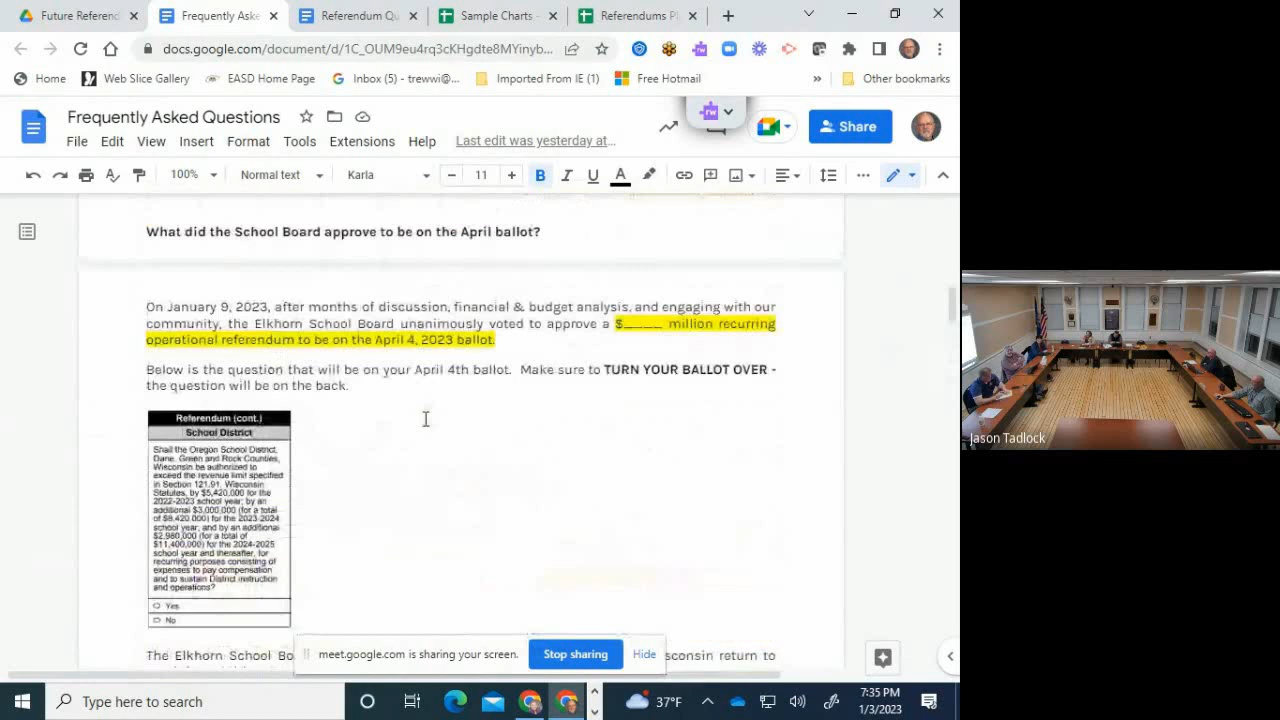 Future Referend
Frequently Aske
Referendum Qu
Sample Charts -
Referendums Pl
docs.google.com/document/d/1C_OUM9eu4rq3cKHgdte8MYinyb...
Home
Web Slice Gallery
EASD Home Page
Inbox (5) - trewwi@...
Imported From IE (1)
Free Hotmail
»
Other bookmarks
Frequently Asked Questions
rw
File Edit View Insert Format Tools Extensions Help
Last edit was yesterday at...
Share
100%
Normal text
Karla
11
B I U A
What did the School Board approve to be on the April ballot?
On January 9, 2023, after months of discussion, financial & budget analysis, and engaging with our
community, the Elkhorn School Board unanimously voted to approve a $_____ million recurring
operational referendum to be on the April 4, 2023 ballot.
Below is the question that will be on your April 4th ballot. Make sure to TURN YOUR BALLOT OVER -
the question will be on the back.
Referendum (cont.)
School District
Shall the Oregon School District,
Dane, Green and Rock Counties,
Wisconsin be authorized to
exceed the revenue limit specified
in Section 121.91, Wisconsin
Statutes, by $5,420,000 for the
2022-2023 school year; by an
additional $3,000,000 (for a total
of $8,420,000) for the 2023-2024
school year; and by an additional
$2,980,000 (for a total of
$11,400,000) for the 2024-2025
school year and thereafter, for
recurring purposes consisting of
expenses to pay compensation
and to sustain District instruction
and operations?
Yes
No
The Elkhorn School Bo
sconsin return to
meet.google.com is sharing your screen.
Stop sharing
Hide
Jason Tadlock
Type here to search
37°F
7:35 PM
1/3/2023